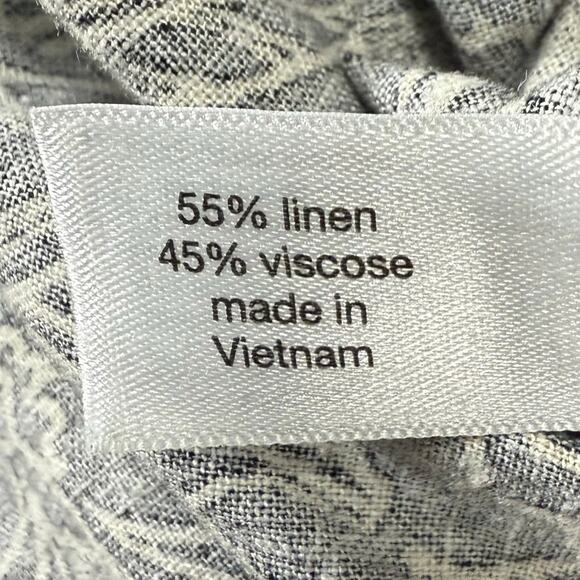 55% linen
45% viscose
made in
Vietnam